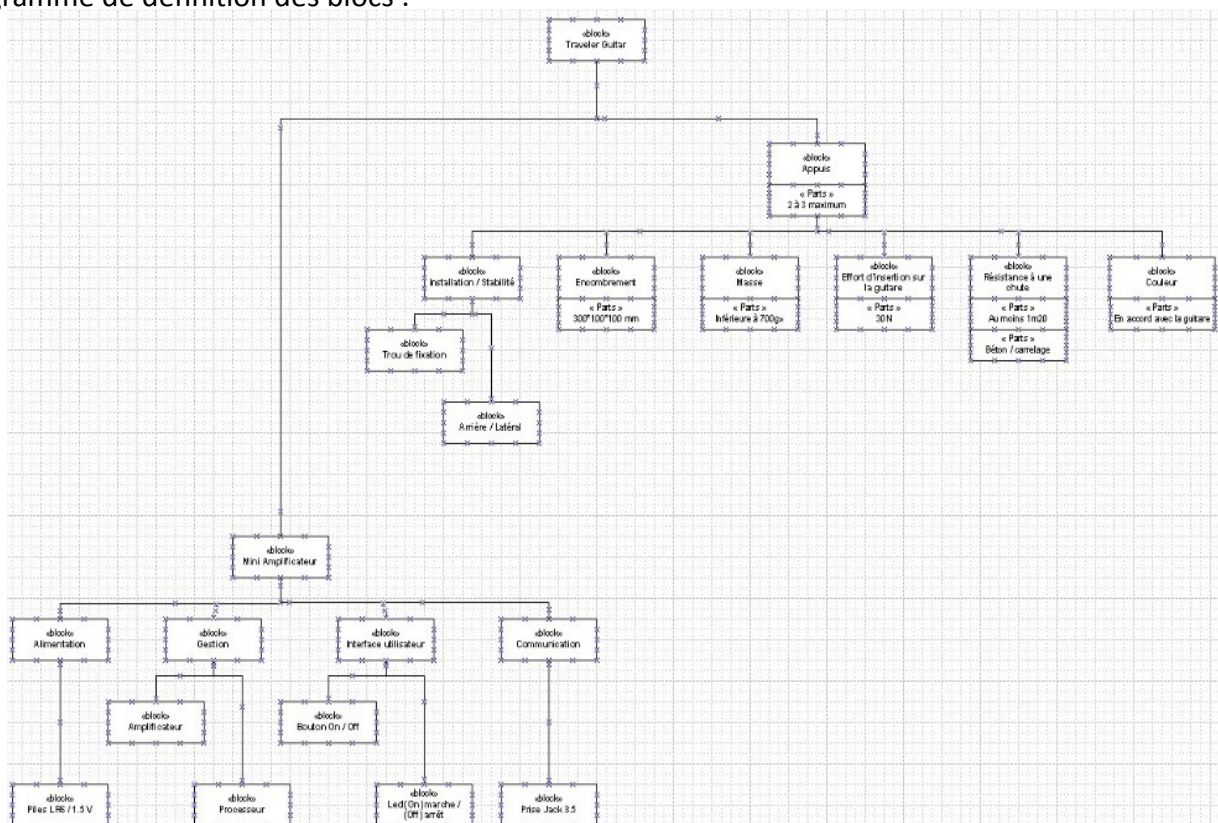 gramme de définition des blocs :
«block»
Traveler Guitar
«block»
Appuis
« Parts »
2 à 3 maximum
«block»
Installation / Stabilité
«block»
Encombrement
« Parts »
300*100*100 mm
«block»
Masse
« Parts »
Inférieure à 700g»
«block»
Effort d'insertion sur
la guitare
« Parts »
30N
«block»
Résistance à une
chute
« Parts »
Au moins 1m20
« Parts »
Béton / carrelage
«block»
Couleur
« Parts »
En accord avec la guitare
«block»
Trou de fixation
«block»
Arrière / Latéral
«block»
Mini Amplificateur
«block»
Alimentation
«block»
Gestion
«block»
Interface utilisateur
«block»
Communication
«block»
Amplificateur
«block»
Bouton On / Off
«block»
Piles LR6 / 1.5 V
«block»
Processeur
«block»
Led (On) marche /
(Off) arrêt
«block»
Prise Jack 3.5